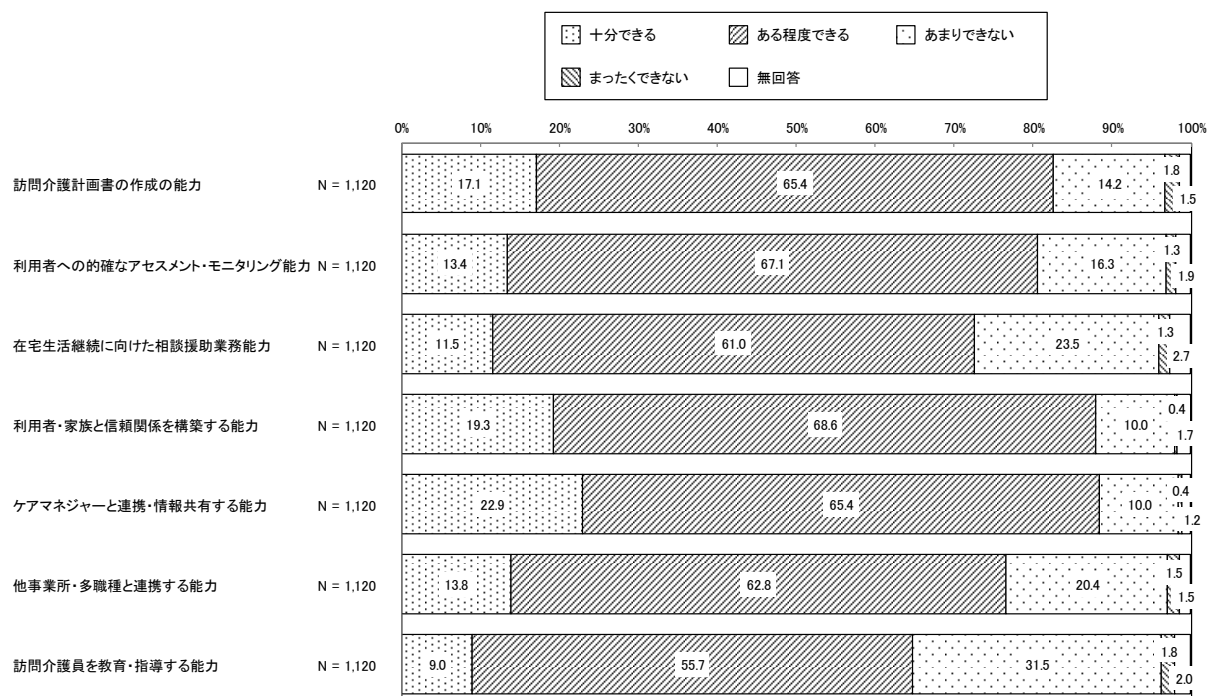 十分できる ある程度できる あまりできない
まったくできない 無回答
0% 10% 20% 30% 40% 50% 60% 70% 80% 90% 100%
訪問介護計画書の作成の能力 N = 1,120 17.1 65.4 14.2 1.8 1.5
利用者への的確なアセスメント・モニタリング能力 N = 1,120 13.4 67.1 16.3 1.3 1.9
在宅生活継続に向けた相談援助業務能力 N = 1,120 11.5 61.0 23.5 1.3 2.7
利用者・家族と信頼関係を構築する能力 N = 1,120 19.3 68.6 10.0 0.4 1.7
ケアマネジャーと連携・情報共有する能力 N = 1,120 22.9 65.4 10.0 0.4 1.2
他事業所・多職種と連携する能力 N = 1,120 13.8 62.8 20.4 1.5 1.5
訪問介護員を教育・指導する能力 N = 1,120 9.0 55.7 31.5 1.8 2.0